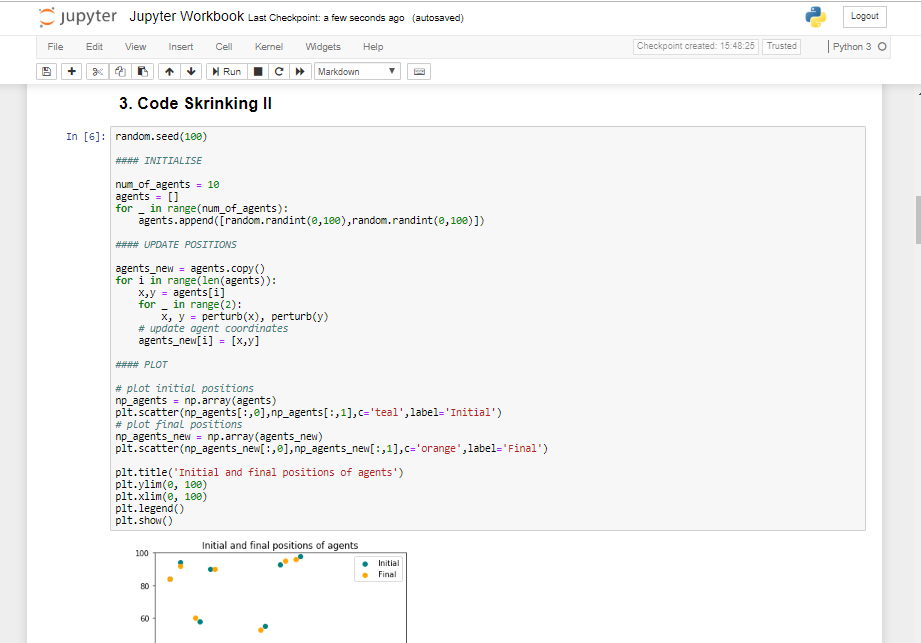 jupyter Jupyter Workbook Last Checkpoint: a few seconds ago (autosaved) Logout
File Edit View Insert Cell Kernel Widgets Help Checkpoint created: 15:48:25 Trusted Python 3
Run Markdown
3. Code Skrinking II
In [6]: random.seed(100)
#### INITIALISE
num_of_agents = 10
agents = []
for _ in range(num_of_agents):
    agents.append([random.randint(0,100),random.randint(0,100)])
#### UPDATE POSITIONS
agents_new = agents.copy()
for i in range(len(agents)):
    x,y = agents[i]
    for _ in range(2):
        x, y = perturb(x), perturb(y)
    # update agent coordinates
    agents_new[i] = [x,y]
#### PLOT
# plot initial positions
np_agents = np.array(agents)
plt.scatter(np_agents[:,0],np_agents[:,1],c='teal',label='Initial')
# plot final positions
np_agents_new = np.array(agents_new)
plt.scatter(np_agents_new[:,0],np_agents_new[:,1],c='orange',label='Final')
plt.title('Initial and final positions of agents')
plt.ylim(0, 100)
plt.xlim(0, 100)
plt.legend()
plt.show()
Initial and final positions of agents
100
Initial
Final
80
60